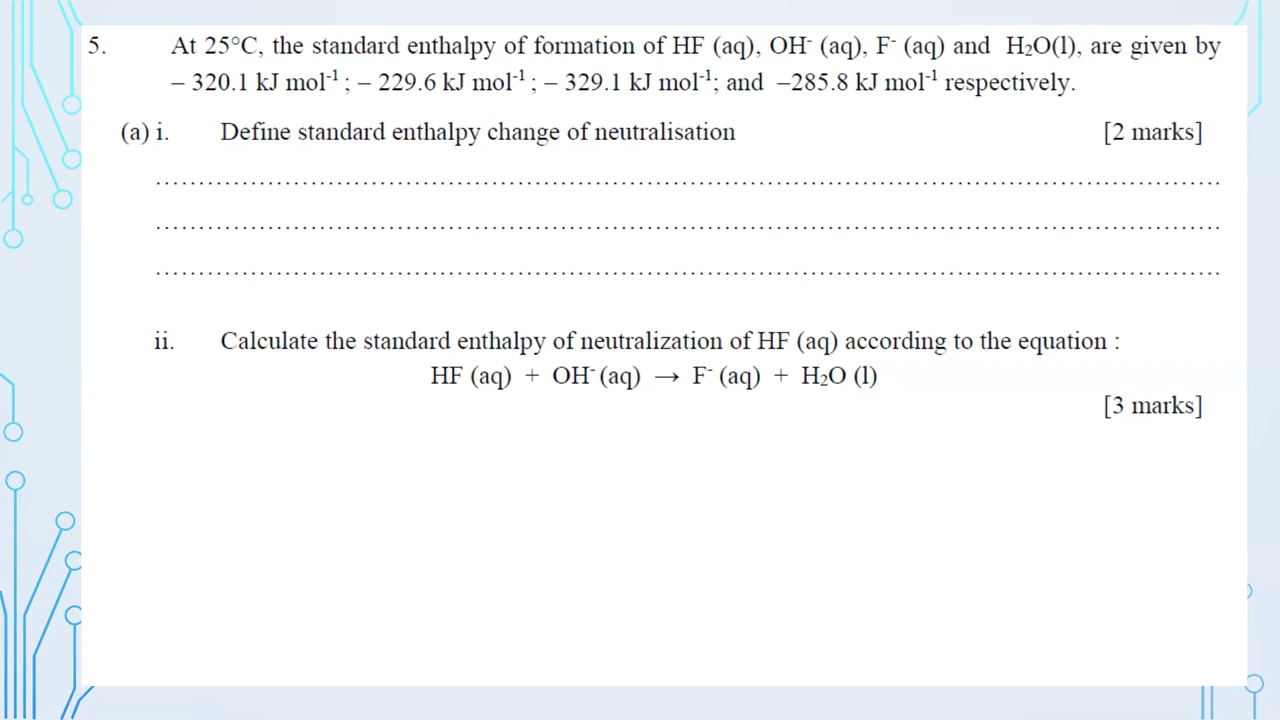 5. At 25°C, the standard enthalpy of formation of HF (aq), OH⁻ (aq), F⁻ (aq) and H₂O(l), are given by
– 320.1 kJ mol⁻¹ ; – 229.6 kJ mol⁻¹ ; – 329.1 kJ mol⁻¹; and –285.8 kJ mol⁻¹ respectively.
(a) i. Define standard enthalpy change of neutralisation [2 marks]
ii. Calculate the standard enthalpy of neutralization of HF (aq) according to the equation :
HF (aq) + OH⁻ (aq) → F⁻ (aq) + H₂O (l)
[3 marks]